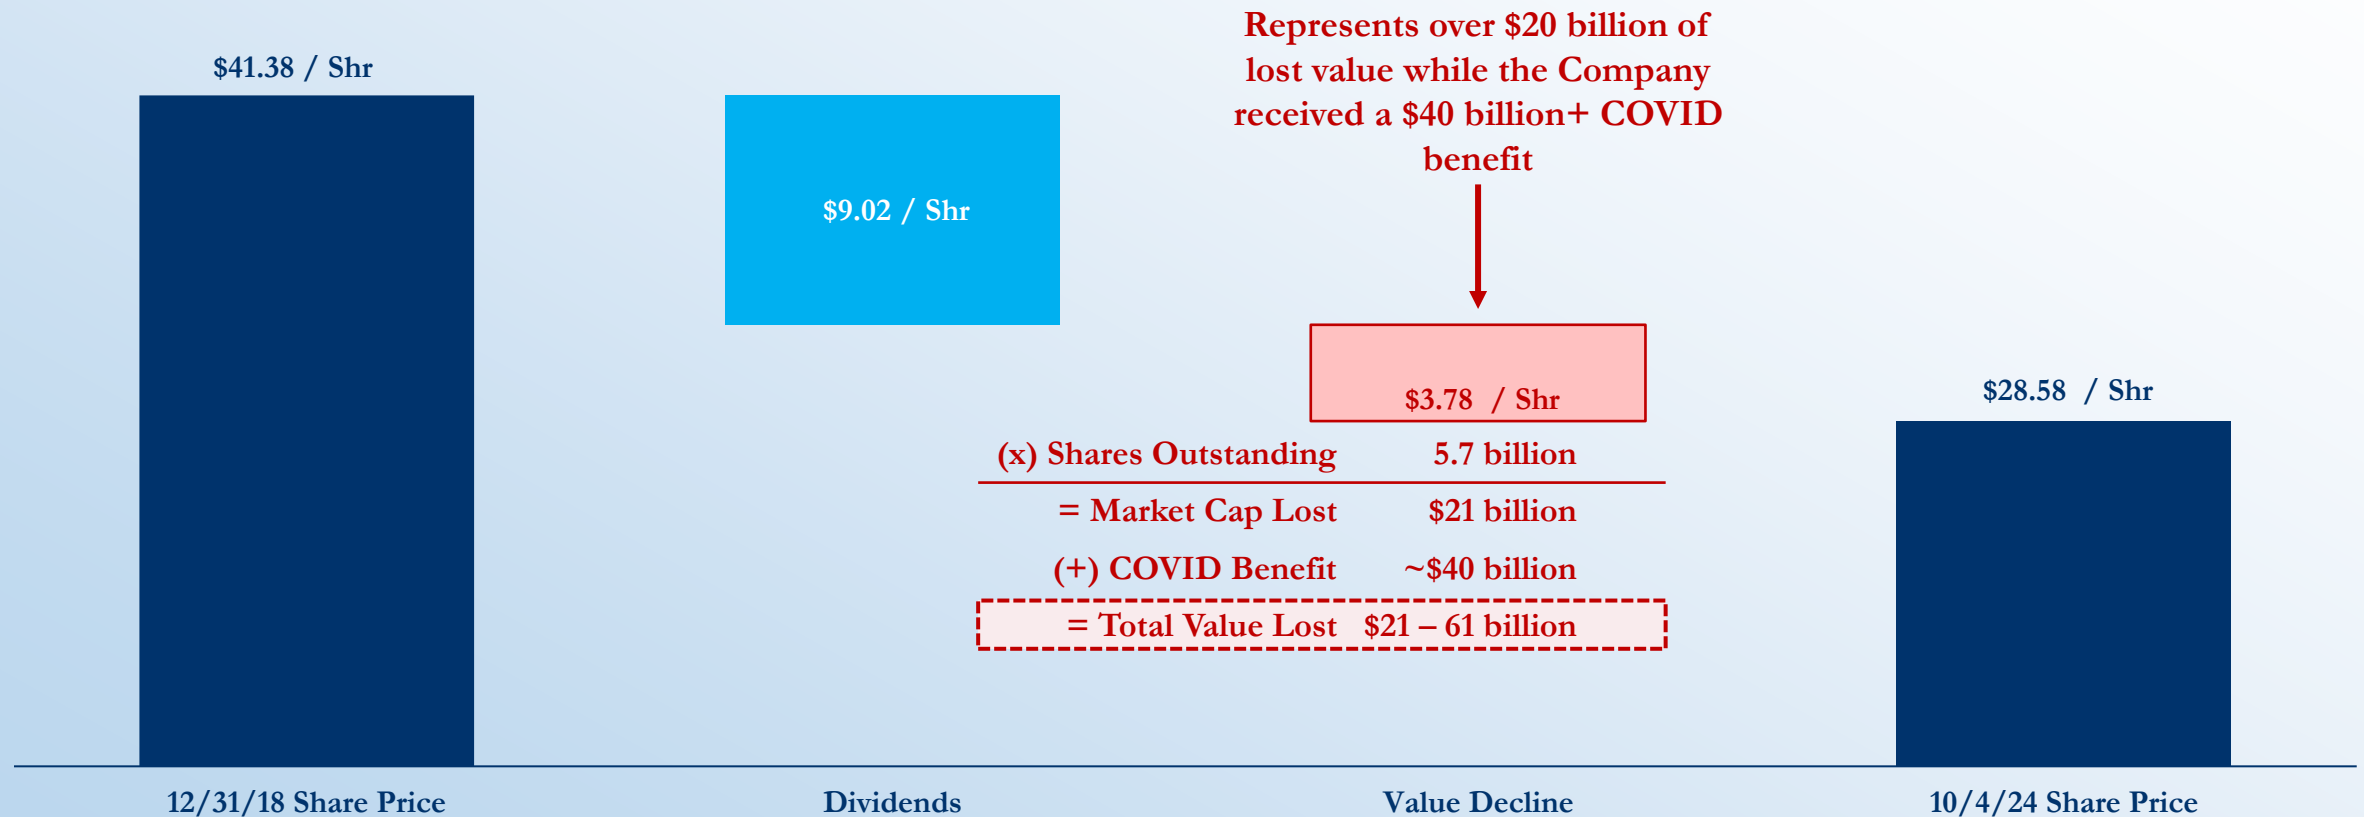 Represents over $20 billion of
lost value while the Company
received a $40 billion+ COVID
benefit
$41.38 / Shr
$9.02 / Shr
$3.78 / Shr
$28.58 / Shr
(x) Shares Outstanding 5.7 billion
= Market Cap Lost $21 billion
(+) COVID Benefit ~$40 billion
= Total Value Lost $21 – 61 billion
12/31/18 Share Price
Dividends
Value Decline
10/4/24 Share Price